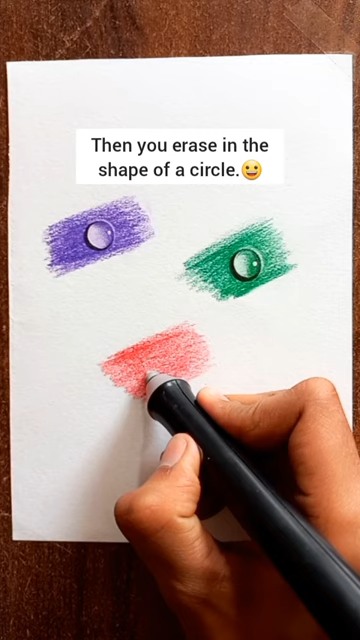 Then you erase in the
shape of a circle.😀